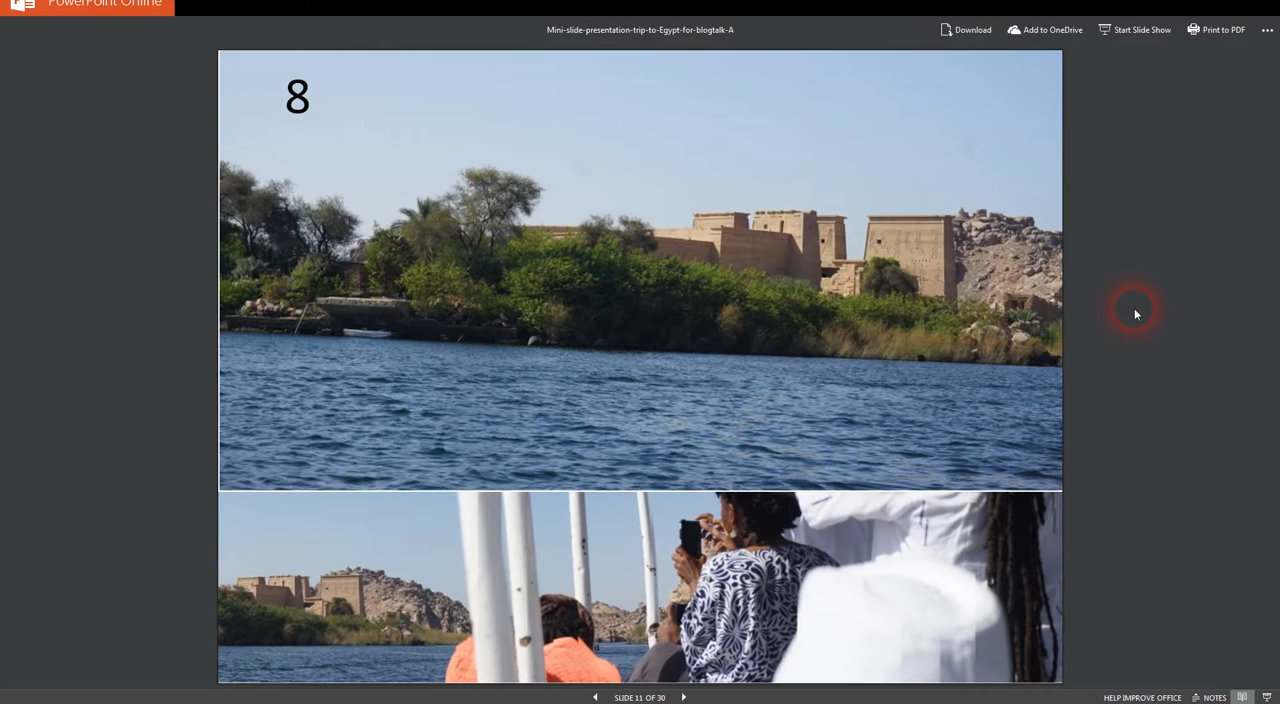 PowerPoint Online
Mini-slide-presentation-trip-to-Egypt-for-blogtalk-A
Download
Add to OneDrive
Start Slide Show
Print to PDF
8
SLIDE 11 OF 30
HELP IMPROVE OFFICE
NOTES